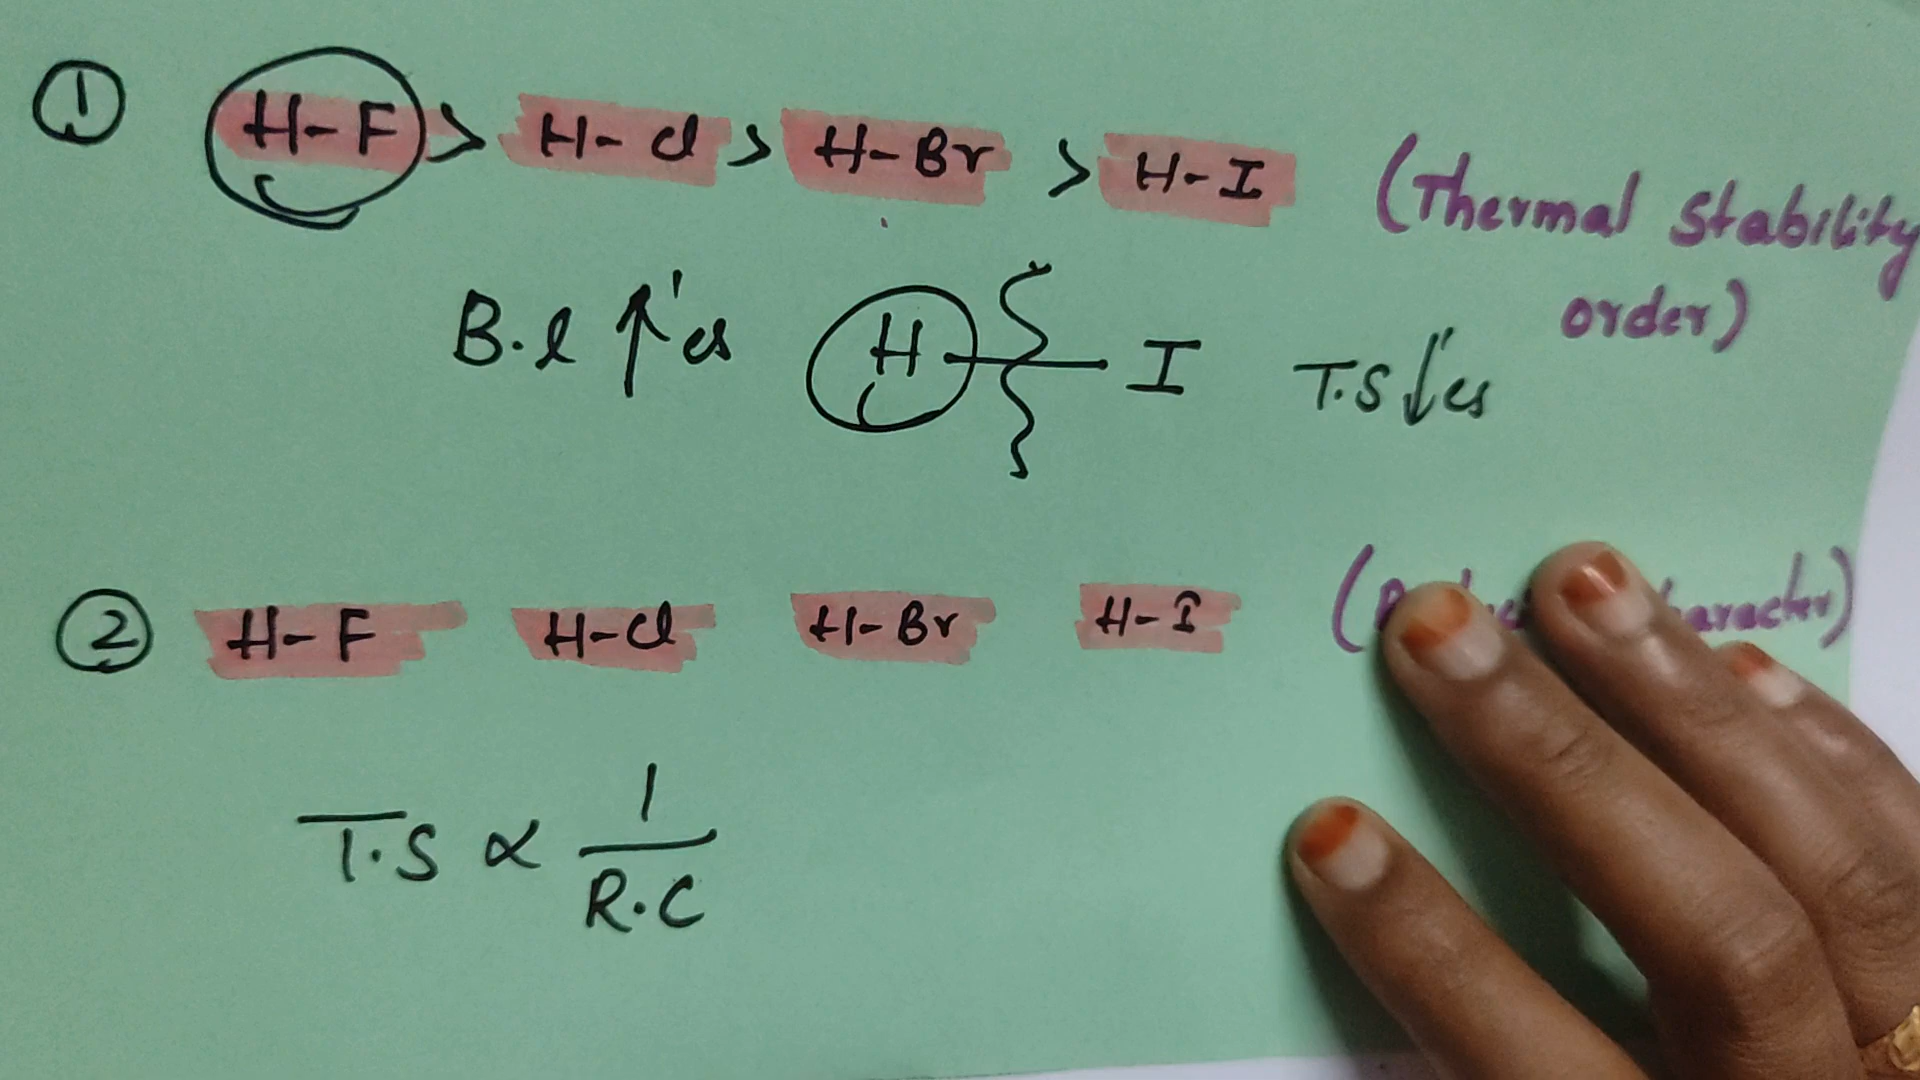 ① H-F > H-Cl > H-Br > H-I (Thermal Stability
order)
B.l ↑'es H-I T.S ↓'es
② H-F H-Cl H-Br H-I
T.S ∝ 1/R.C